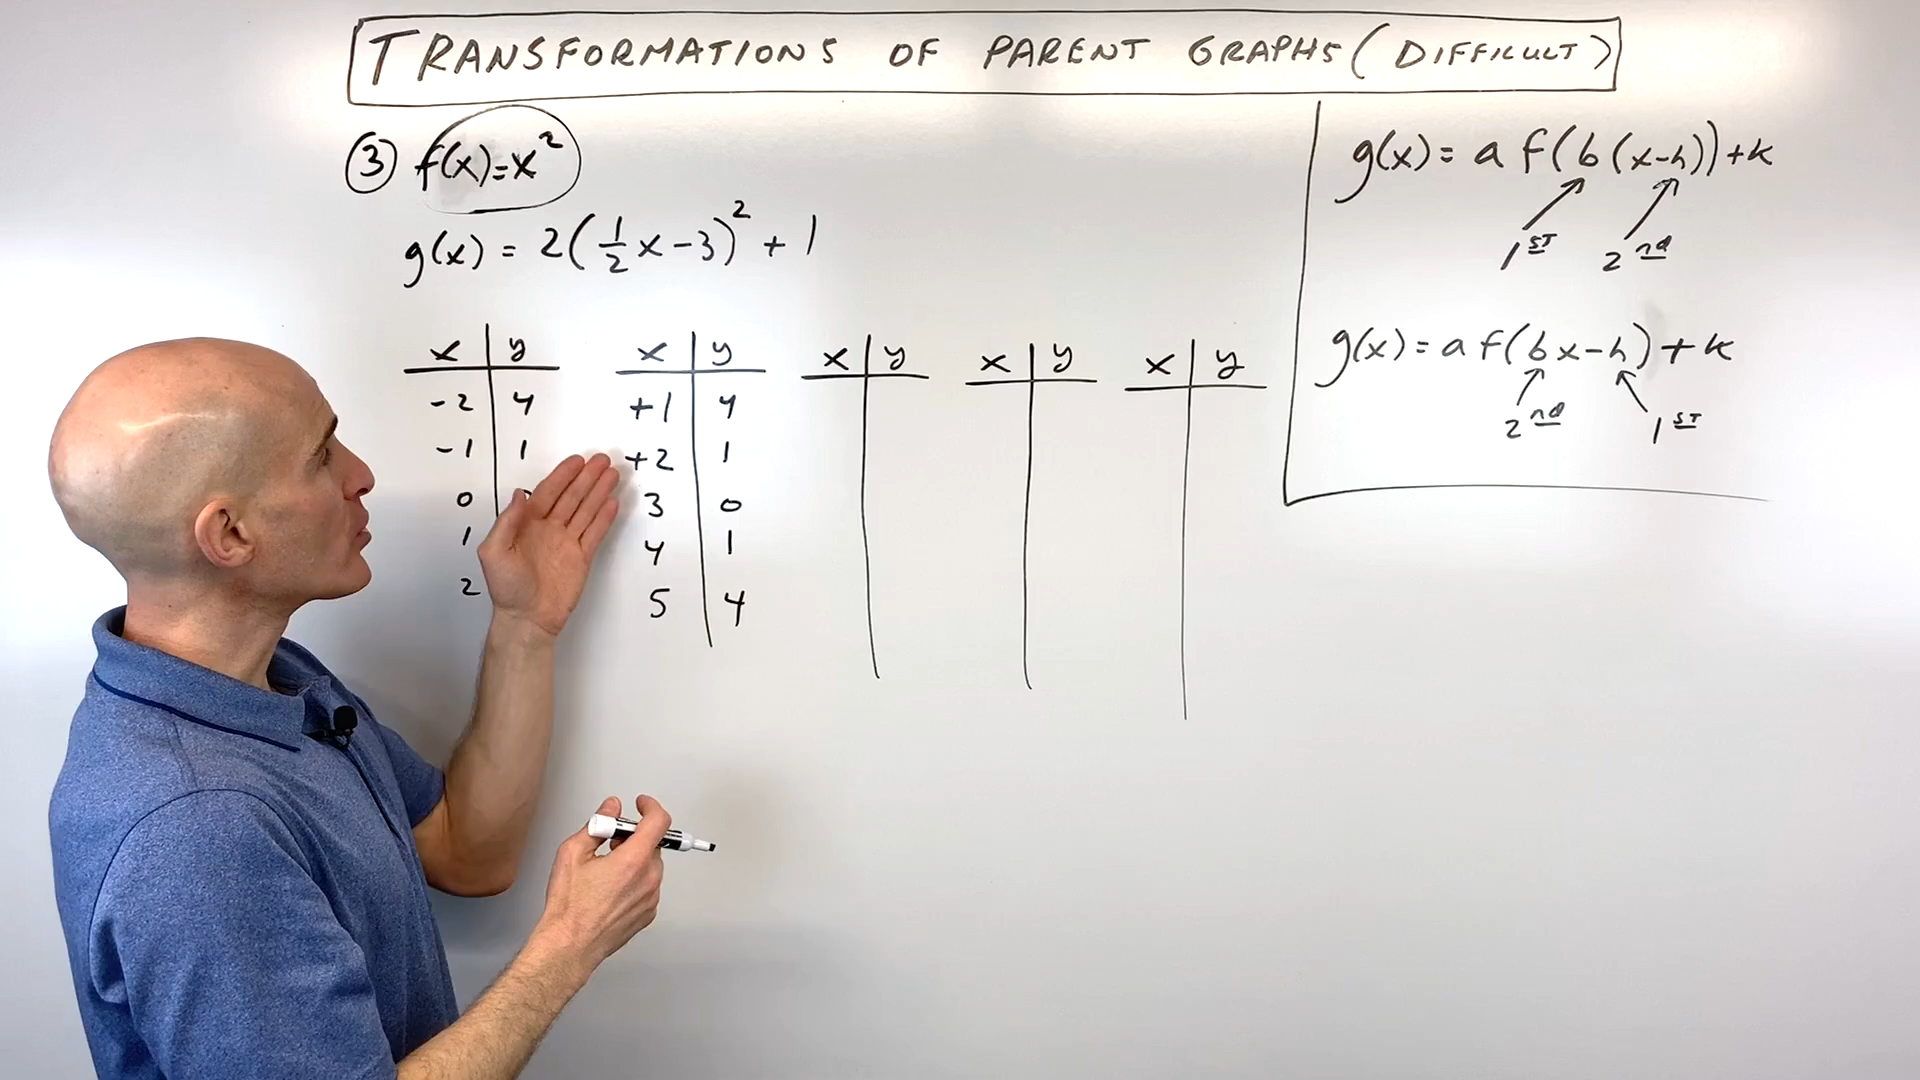 TRANSFORMATIONS OF PARENT GRAPHS (DIFFICULT)
③ f(x)=x²
g(x) = 2(½x-3)² + 1
x | y
-2 | 4
-1 | 1
0
1
2
x | y
+1 | 4
+2 | 1
3 | 0
4 | 1
5 | 4
x | y
x | y
x | y
g(x) = a f(b(x-h))+k
1ST 2nd
g(x) = a f(bx-h)+k
2nd 1ST